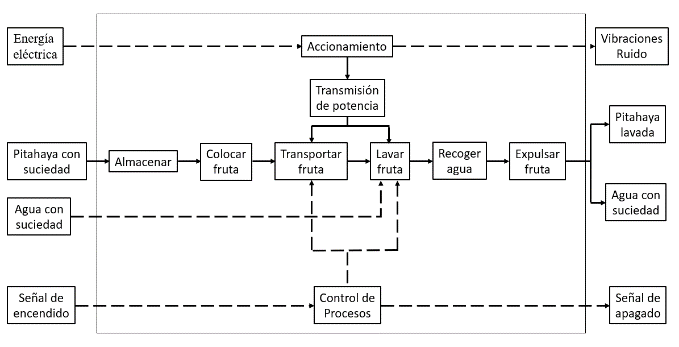 Energía
eléctrica
Accionamiento
Vibraciones
Ruido
Transmisión
de potencia
Pitahaya con
suciedad
Almacenar
Colocar
fruta
Transportar
fruta
Lavar
fruta
Recoger
agua
Expulsar
fruta
Pitahaya
lavada
Agua con
suciedad
Agua con
suciedad
Señal de
encendido
Control de
Procesos
Señal de
apagado